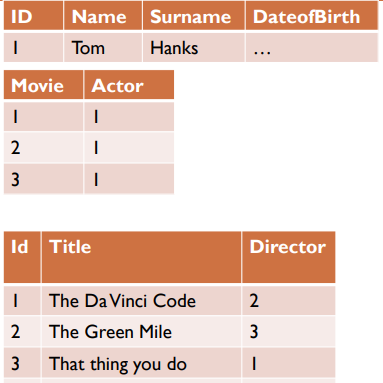 ID Name Surname DateofBirth
1 Tom Hanks ...
Movie Actor
1 1
2 1
3 1
Id Title Director
1 The Da Vinci Code 2
2 The Green Mile 3
3 That thing you do 1